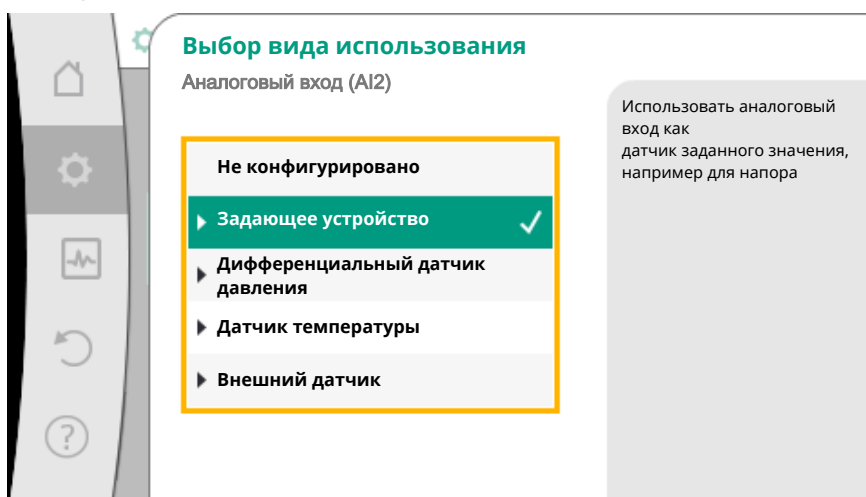 Выбор вида использования
Аналоговый вход (AI2)
Не конфигурировано
Задающее устройство
Дифференциальный датчик
давления
Датчик температуры
Внешний датчик
Использовать аналоговый
вход как
датчик заданного значения,
например для напора
?